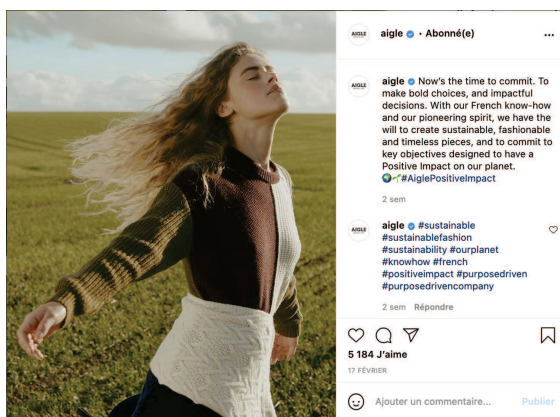 AIGLE
aigle • Abonné(e)
AIGLE
aigle Now's the time to commit. To
make bold choices, and impactful
decisions. With our French know-how
and our pioneering spirit, we have the
will to create sustainable, fashionable
and timeless pieces, and to commit to
key objectives designed to have a
Positive Impact on our planet.
🌍🌱#AiglePositiveImpact
2 sem
AIGLE
aigle #sustainable
#sustainablefashion
#sustainability #ourplanet
#knowhow #french
#positiveimpact #purposedriven
#purposedrivencompany
2 sem Répondre
5 184 J'aime
17 FÉVRIER
Ajouter un commentaire... Publier